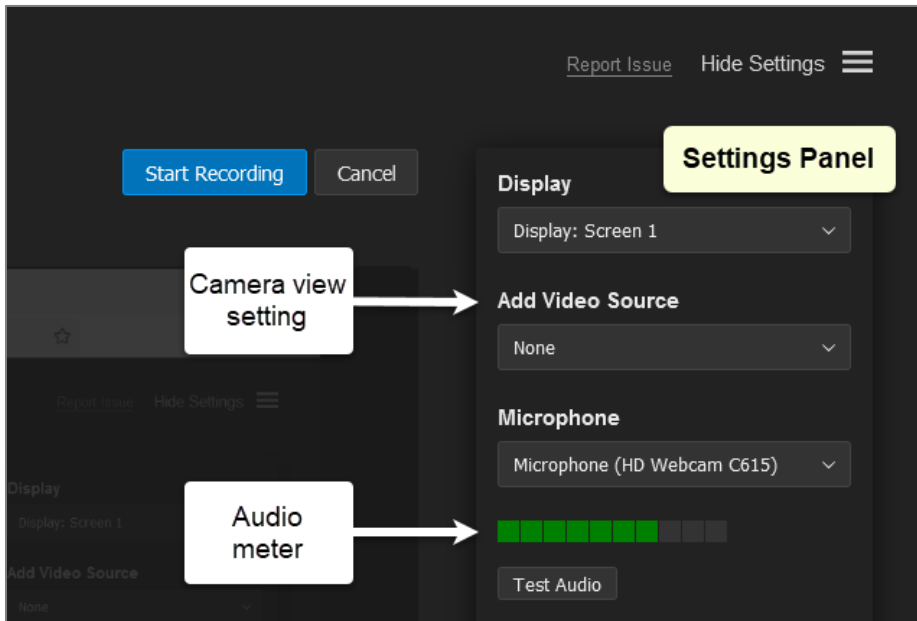 Report Issue Hide Settings
Settings Panel
Start Recording Cancel
Display
Display: Screen 1
Camera view
setting
Add Video Source
None
Report Issue Hide Settings
Microphone
Microphone (HD Webcam C615)
Display
Display: Screen 1
Audio
meter
Add Video Source
Test Audio
None